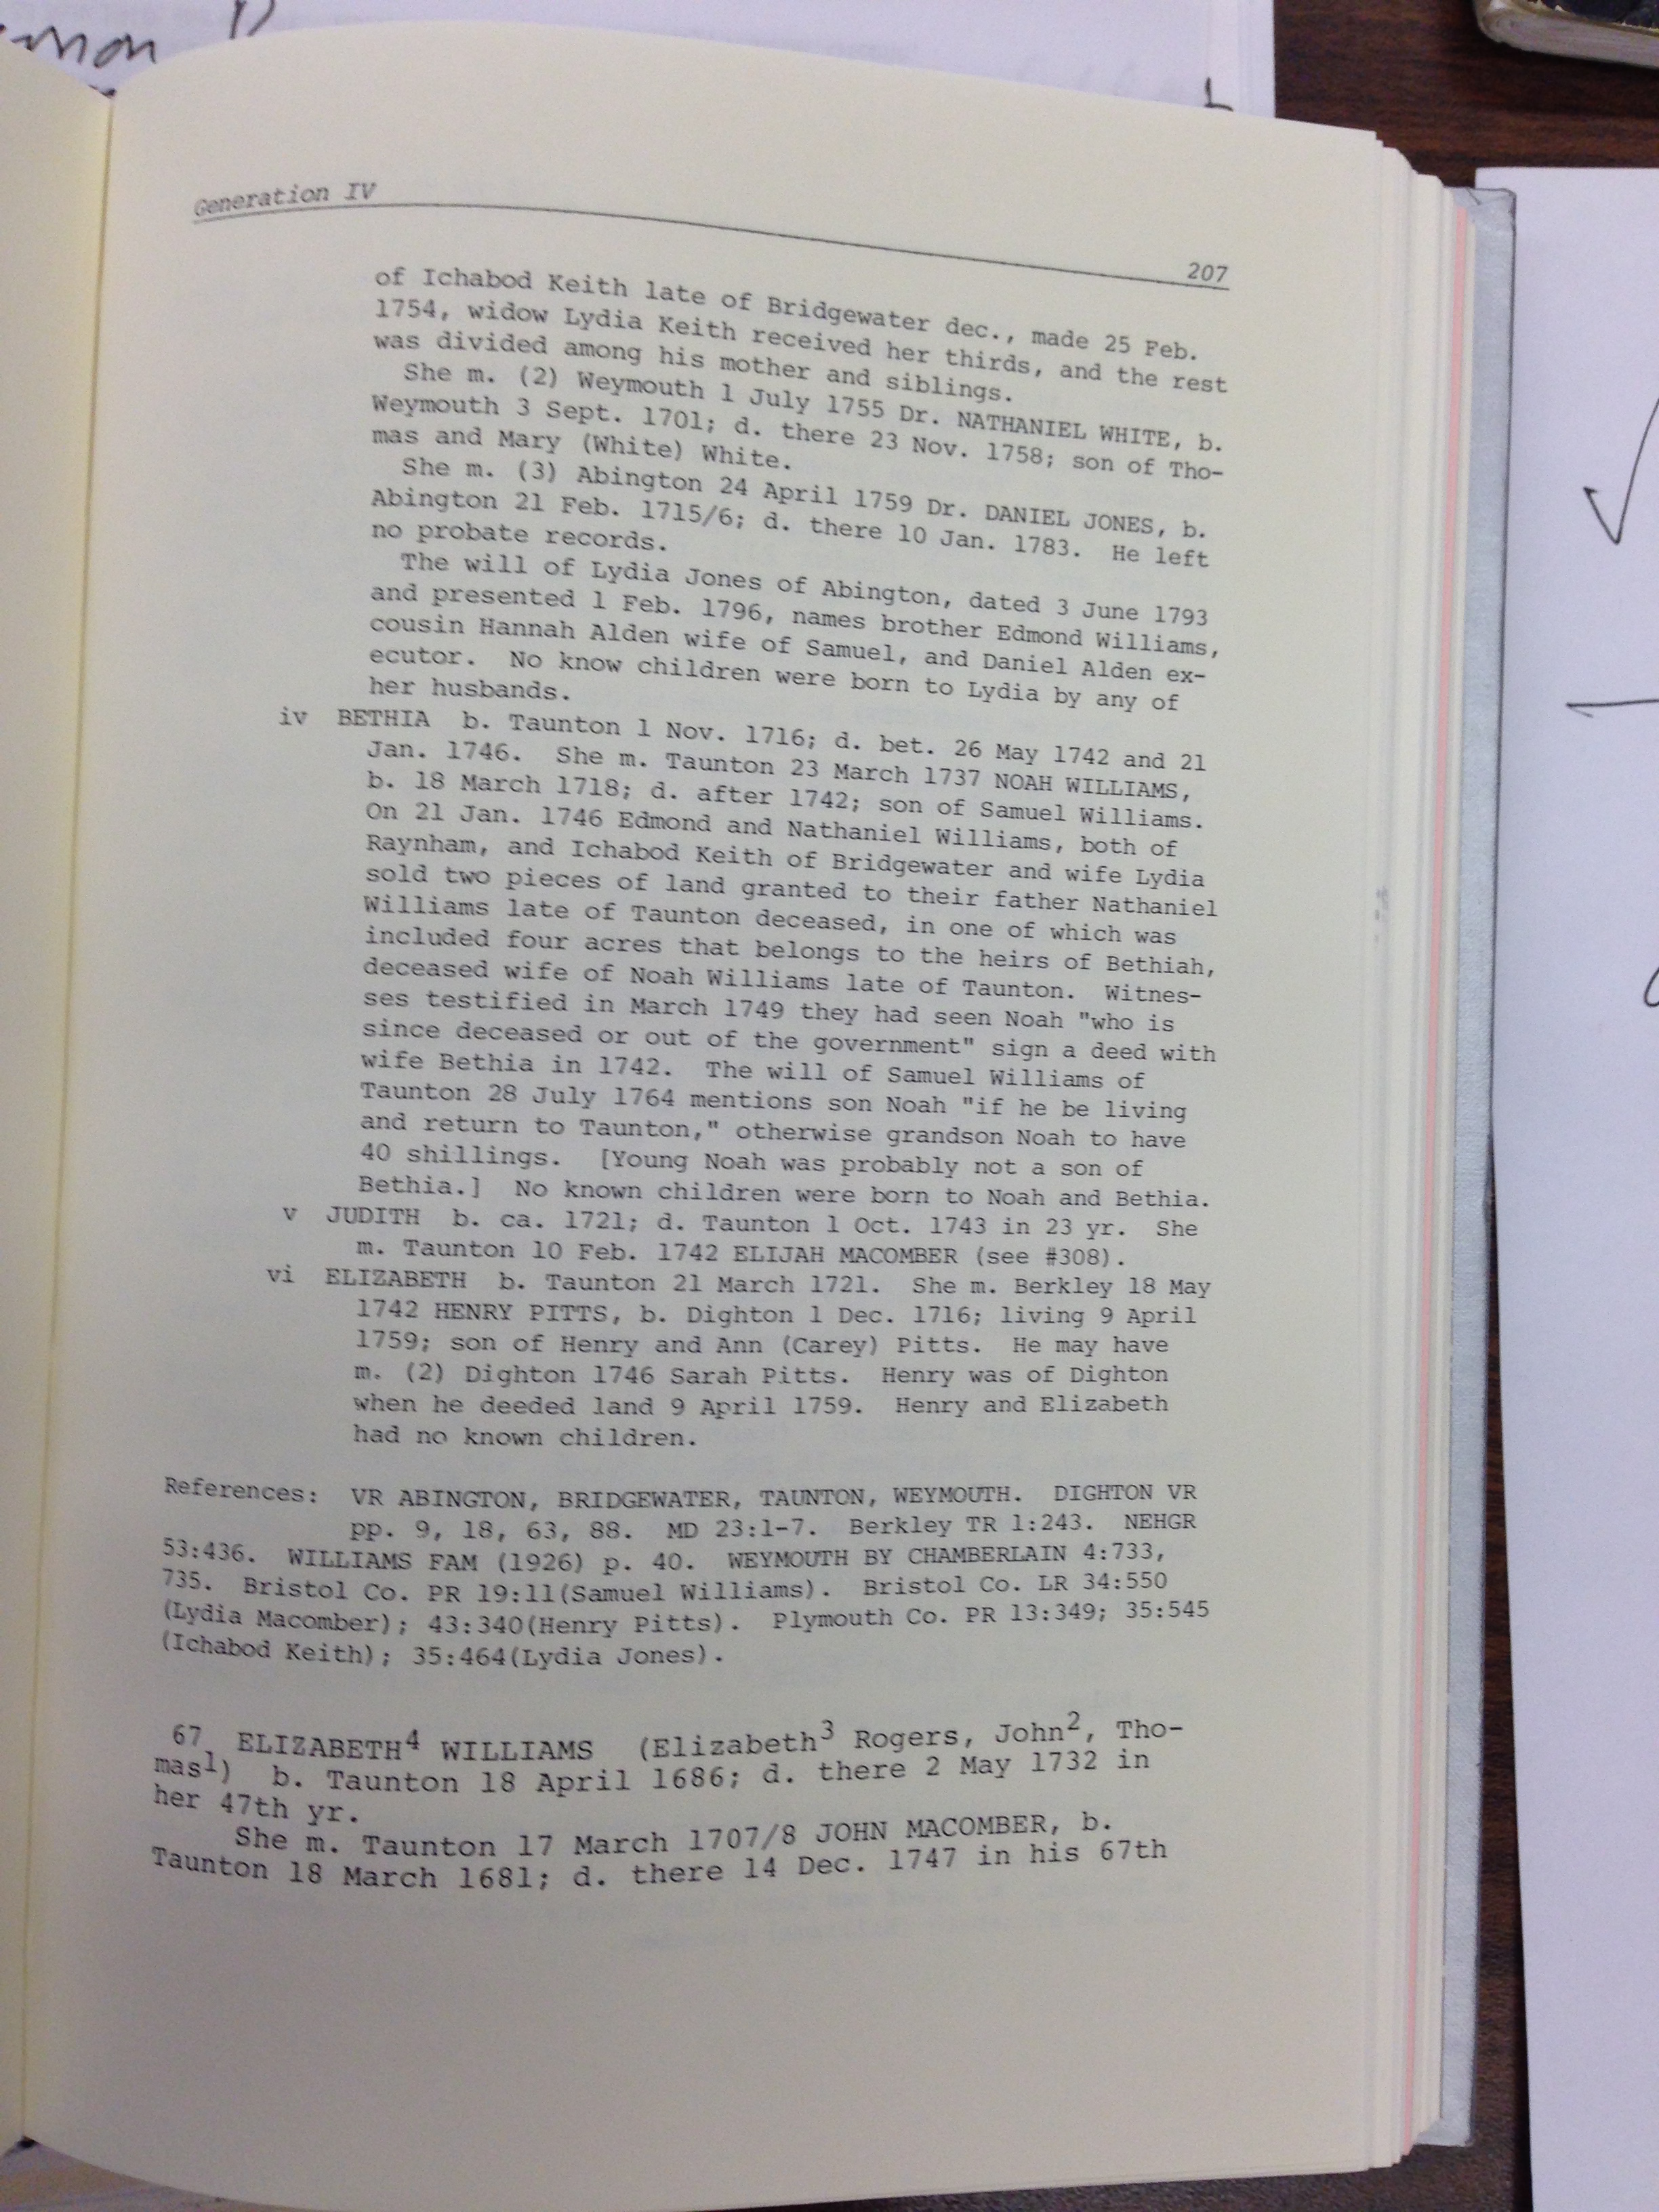 Generation IV
207
of Ichabod Keith late of Bridgewater dec., made 25 Feb.
1754, widow Lydia Keith received her thirds, and the rest
was divided among his mother and siblings.
She m. (2) Weymouth 1 July 1755 Dr. NATHANIEL WHITE, b.
Weymouth 3 Sept. 1701; d. there 23 Nov. 1758; son of Tho-
mas and Mary (White) White.
She m. (3) Abington 24 April 1759 Dr. DANIEL JONES, b.
Abington 21 Feb. 1715/6; d. there 10 Jan. 1783. He left
no probate records.
The will of Lydia Jones of Abington, dated 3 June 1793
and presented 1 Feb. 1796, names brother Edmond Williams,
cousin Hannah Alden wife of Samuel, and Daniel Alden ex-
ecutor. No know children were born to Lydia by any of
her husbands.
iv BETHIA b. Taunton 1 Nov. 1716; d. bet. 26 May 1742 and 21
Jan. 1746. She m. Taunton 23 March 1737 NOAH WILLIAMS,
b. 18 March 1718; d. after 1742; son of Samuel Williams.
On 21 Jan. 1746 Edmond and Nathaniel Williams, both of
Raynham, and Ichabod Keith of Bridgewater and wife Lydia
sold two pieces of land granted to their father Nathaniel
Williams late of Taunton deceased, in one of which was
included four acres that belongs to the heirs of Bethiah,
deceased wife of Noah Williams late of Taunton. Witnes-
ses testified in March 1749 they had seen Noah "who is
since deceased or out of the government" sign a deed with
wife Bethia in 1742. The will of Samuel Williams of
Taunton 28 July 1764 mentions son Noah "if he be living
and return to Taunton," otherwise grandson Noah to have
40 shillings. [Young Noah was probably not a son of
Bethia.] No known children were born to Noah and Bethia.
v JUDITH b. ca. 1721; d. Taunton 1 Oct. 1743 in 23 yr. She
m. Taunton 10 Feb. 1742 ELIJAH MACOMBER (see #308).
vi ELIZABETH b. Taunton 21 March 1721. She m. Berkley 18 May
1742 HENRY PITTS, b. Dighton 1 Dec. 1716; living 9 April
1759; son of Henry and Ann (Carey) Pitts. He may have
m. (2) Dighton 1746 Sarah Pitts. Henry was of Dighton
when he deeded land 9 April 1759. Henry and Elizabeth
had no known children.
References: VR ABINGTON, BRIDGEWATER, TAUNTON, WEYMOUTH. DIGHTON VR
pp. 9, 18, 63, 88. MD 23:1-7. Berkley TR 1:243. NEHGR
53:436. WILLIAMS FAM (1926) p. 40. WEYMOUTH BY CHAMBERLAIN 4:733,
735. Bristol Co. PR 19:11(Samuel Williams). Bristol Co. LR 34:550
(Lydia Macomber); 43:340(Henry Pitts). Plymouth Co. PR 13:349; 35:545
(Ichabod Keith); 35:464(Lydia Jones).
67 ELIZABETH⁴ WILLIAMS (Elizabeth³ Rogers, John², Tho-
mas¹) b. Taunton 18 April 1686; d. there 2 May 1732 in
her 47th yr.
She m. Taunton 17 March 1707/8 JOHN MACOMBER, b.
Taunton 18 March 1681; d. there 14 Dec. 1747 in his 67th